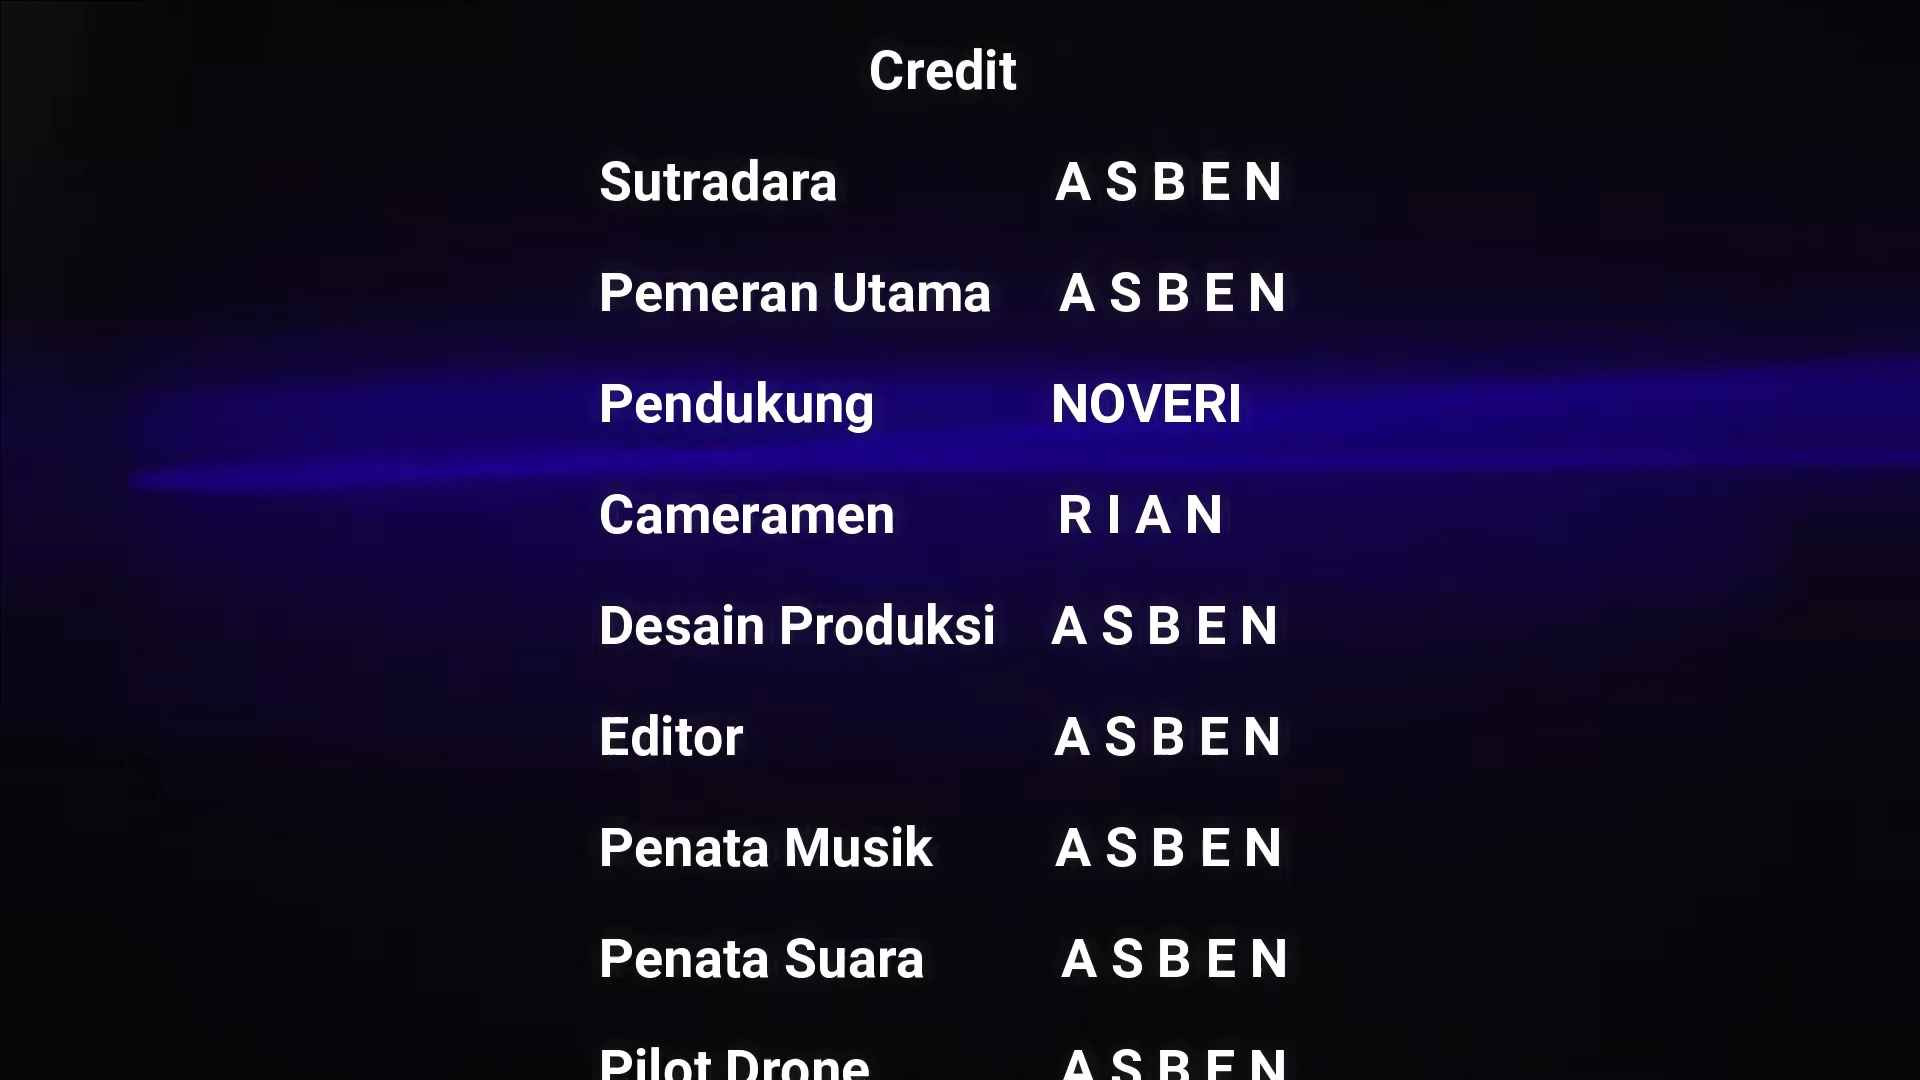 Credit
Sutradara A S B E N
Pemeran Utama A S B E N
Pendukung NOVERI
Cameramen R I A N
Desain Produksi A S B E N
Editor A S B E N
Penata Musik A S B E N
Penata Suara A S B E N
Pilot Drone A S B E N